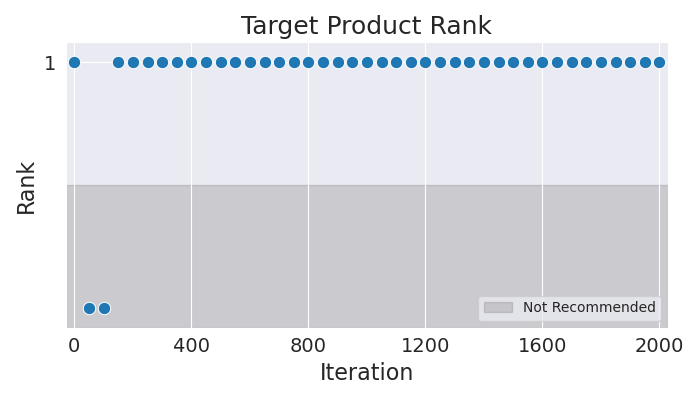 Target Product Rank
1
Rank
Not Recommended
0 400 800 1200 1600 2000
Iteration